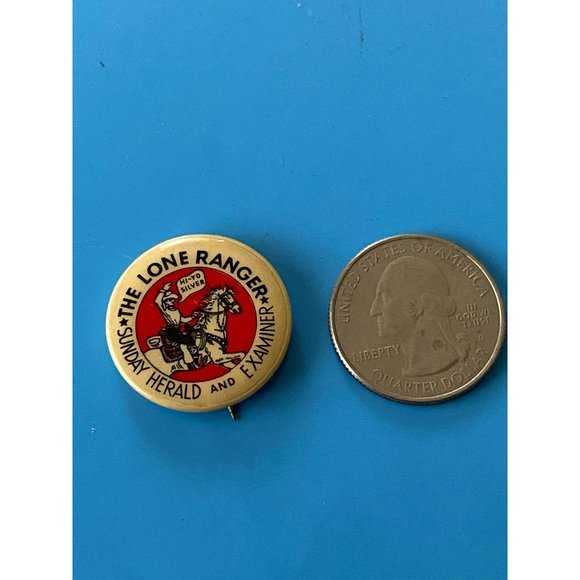 ★THE LONE RANGER★
HI-YO
SILVER
SUNDAY HERALD AND EXAMINER
UNITED STATES OF AMERICA
LIBERTY
IN
GOD WE
TRUST
QUARTER DOLLAR